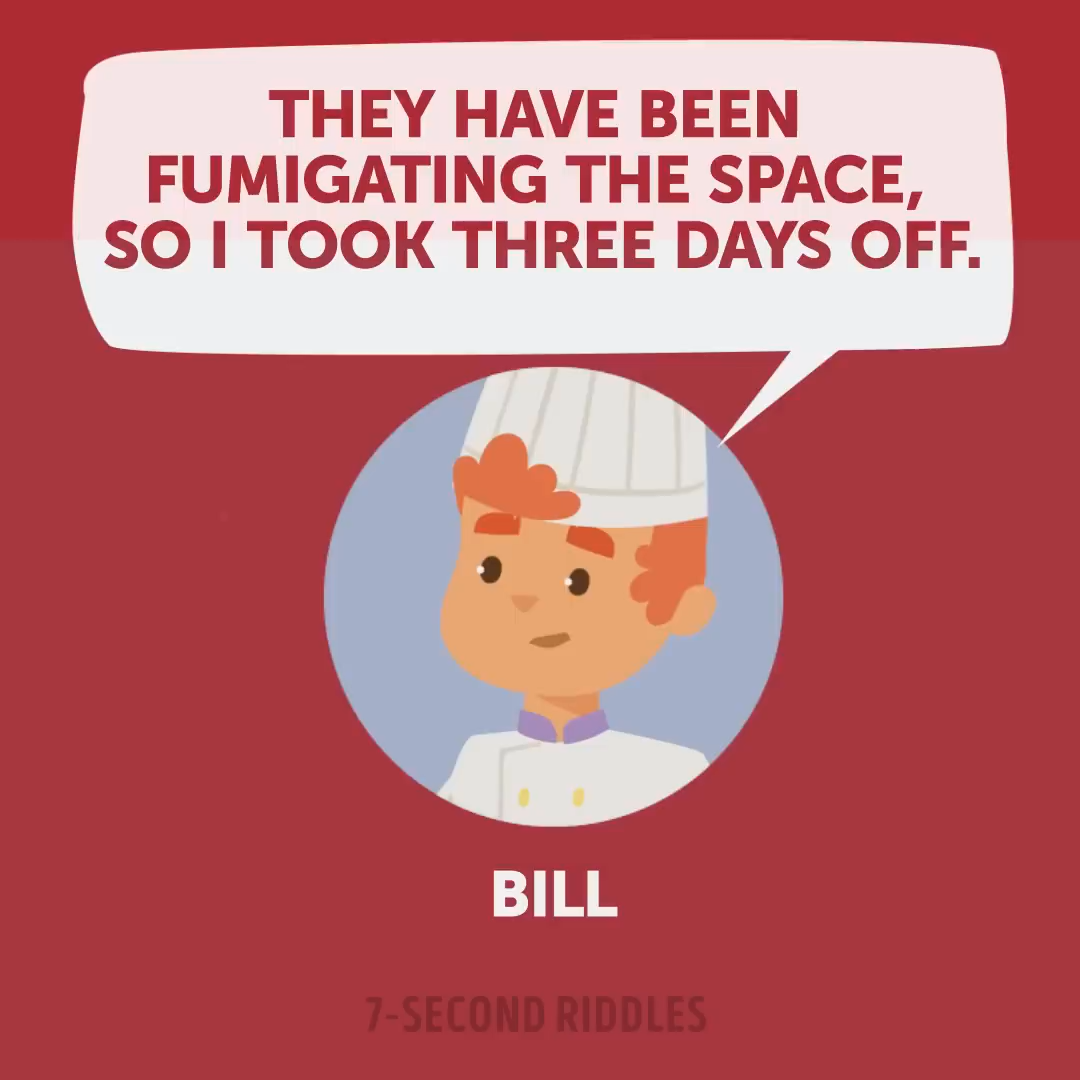 THEY HAVE BEEN
FUMIGATING THE SPACE,
SO I TOOK THREE DAYS OFF.
BILL
7-SECOND RIDDLES